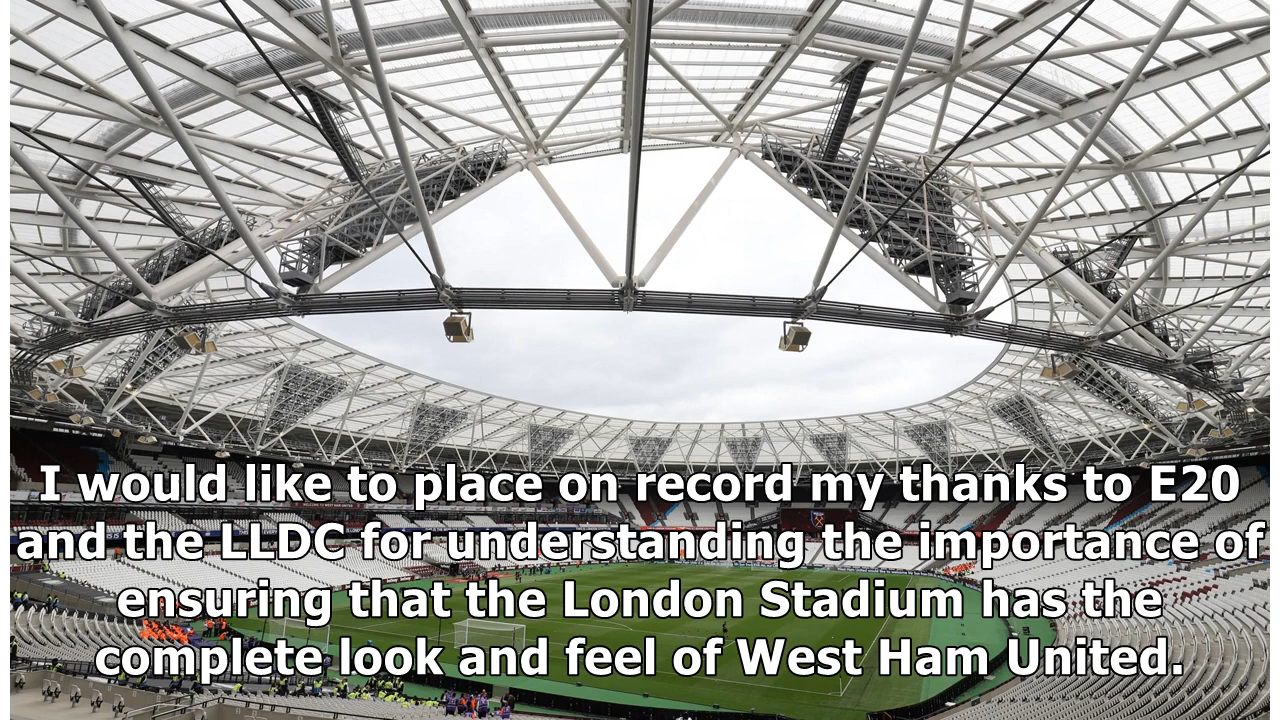 I would like to place on record my thanks to E20
and the LLDC for understanding the importance of
ensuring that the London Stadium has the
complete look and feel of West Ham United.